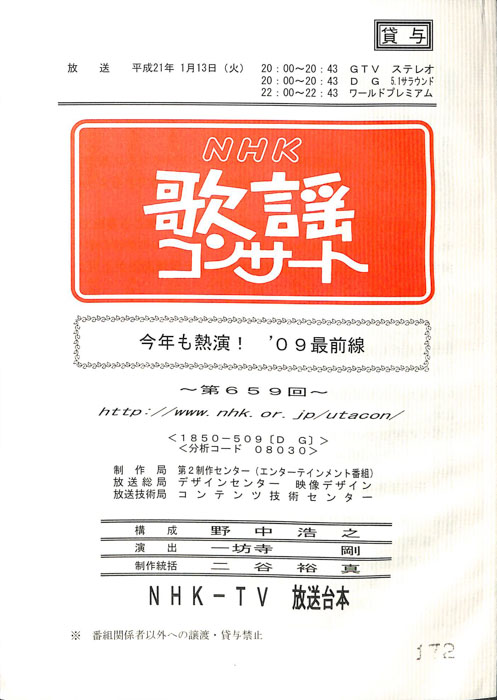 貸与
放　送　平成21年 1月13日（火）　20：00〜20：43　ＧＴＶ　ステレオ
20：00〜20：43　Ｄ　Ｇ　5.1サラウンド
22：00〜22：43　ワールドプレミアム
NHK
歌謡
コンサート
今年も熱演！　’０９最前線
〜第６５９回〜
http://www.nhk.or.jp/utacon/
＜1850-509［Ｄ　Ｇ］＞
＜分析コード　08030＞
制　作　局　第２制作センター（エンターテインメント番組）
放送総局　デザインセンター　映像デザイン
放送技術局　コンテンツ技術センター
構　成　野　中　浩　之
演　出　一坊寺　剛
制作統括　二　谷　裕　真
ＮＨＫ－ＴＶ　放送台本
※　番組関係者以外への譲渡・貸与禁止
172